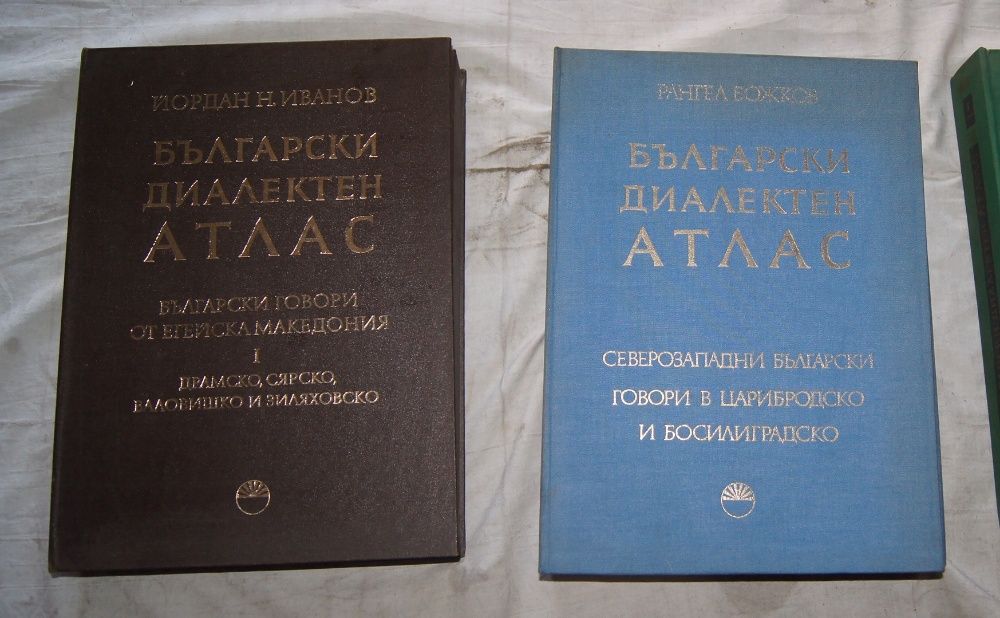 ЙОРДАН Н. ИВАНОВ
БЪЛГАРСКИ
ДИАЛЕКТЕН
АТЛАС
БЪЛГАРСКИ ГОВОРИ
ОТ ЕГЕЙСКА МАКЕДОНИЯ
I
ДРАМСКО, СЯРСКО,
ВАЛОВИШКО И ЗИЛЯХОВСКО
РАНГЕЛ БОЖКОВ
БЪЛГАРСКИ
ДИАЛЕКТЕН
АТЛАС
СЕВЕРОЗАПАДНИ БЪЛГАРСКИ
ГОВОРИ В ЦАРИБРОДСКО
И БОСИЛИГРАДСКО